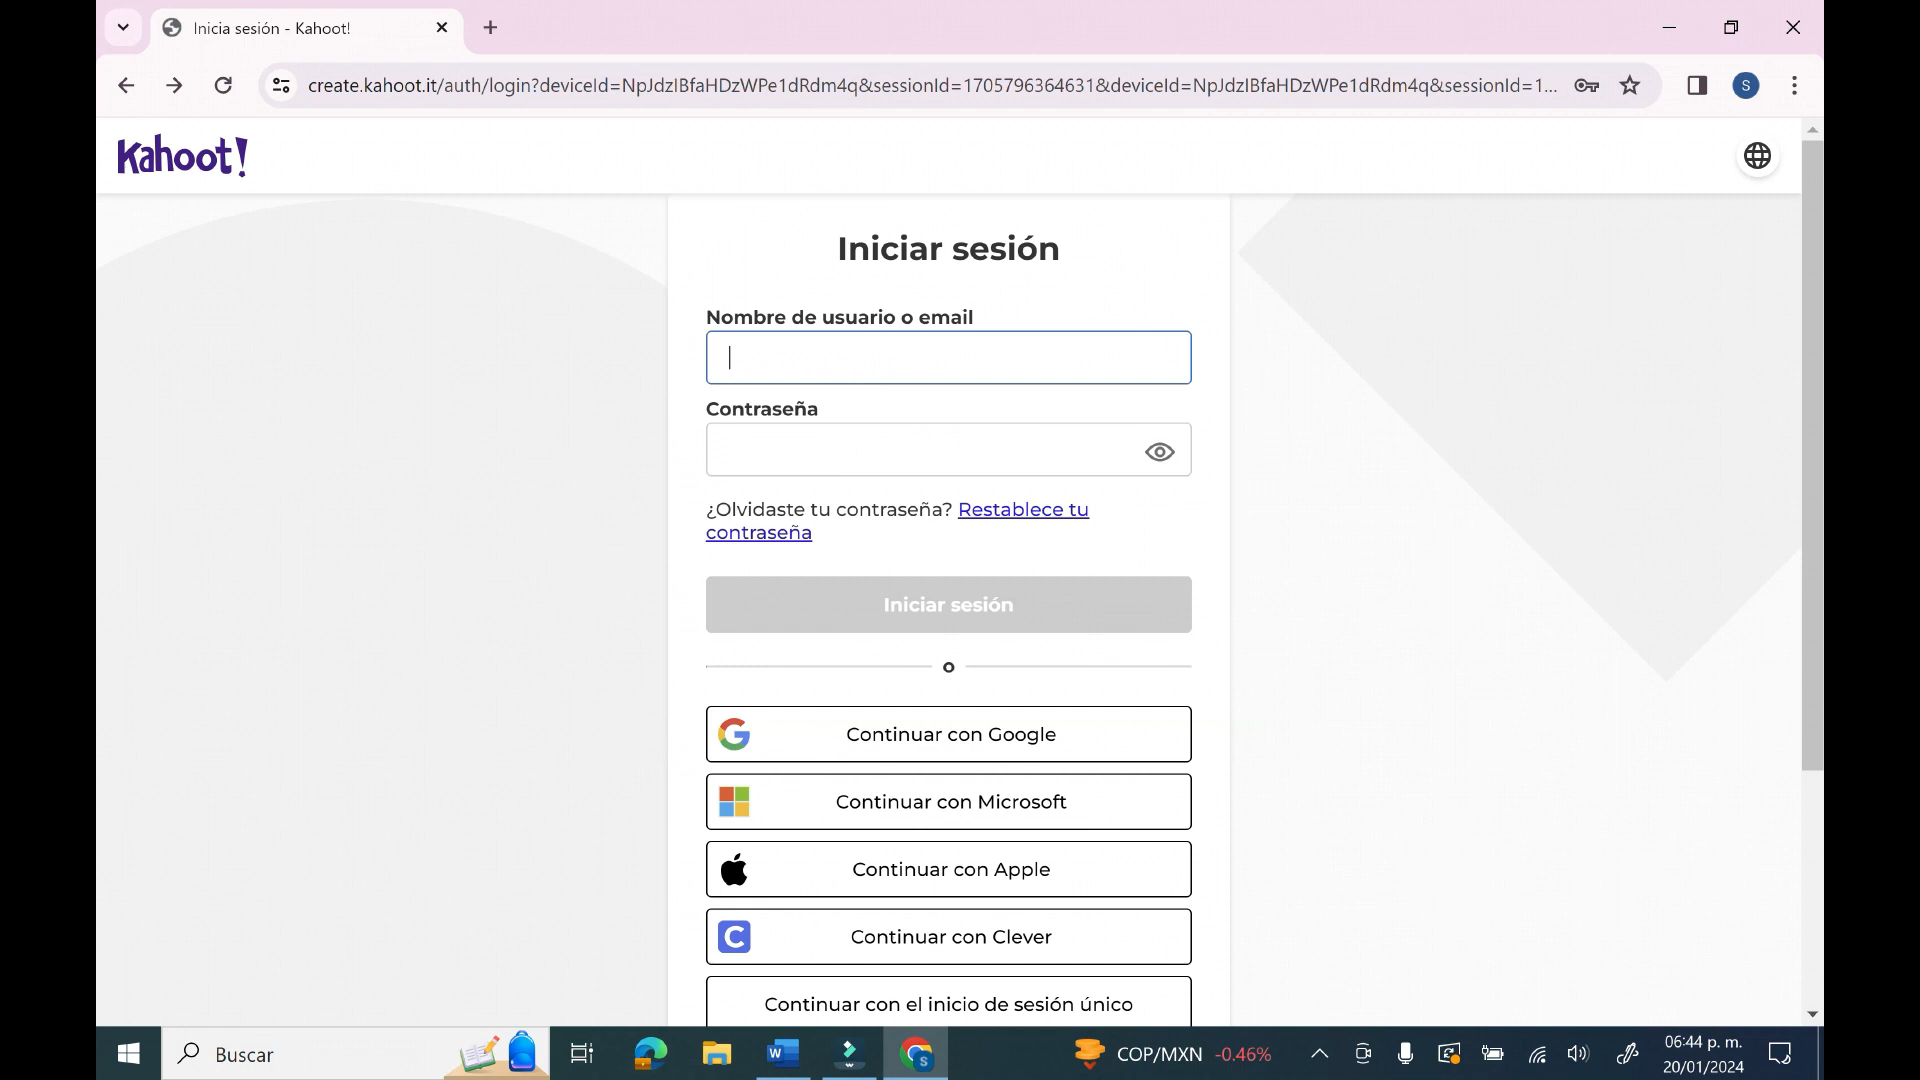 Inicia sesión - Kahoot!
create.kahoot.it/auth/login?deviceId=NpJdzIBfaHDzWPe1dRdm4q&sessionId=1705796364631&deviceId=NpJdzIBfaHDzWPe1dRdm4q&sessionId=1...
S
Kahoot!
Iniciar sesión
Nombre de usuario o email
Contraseña
¿Olvidaste tu contraseña? Restablece tu
contraseña
Iniciar sesión
o
Continuar con Google
Continuar con Microsoft
Continuar con Apple
C
Continuar con Clever
Continuar con el inicio de sesión único
Buscar
W
S
COP/MXN -0.46%
06:44 p. m.
20/01/2024